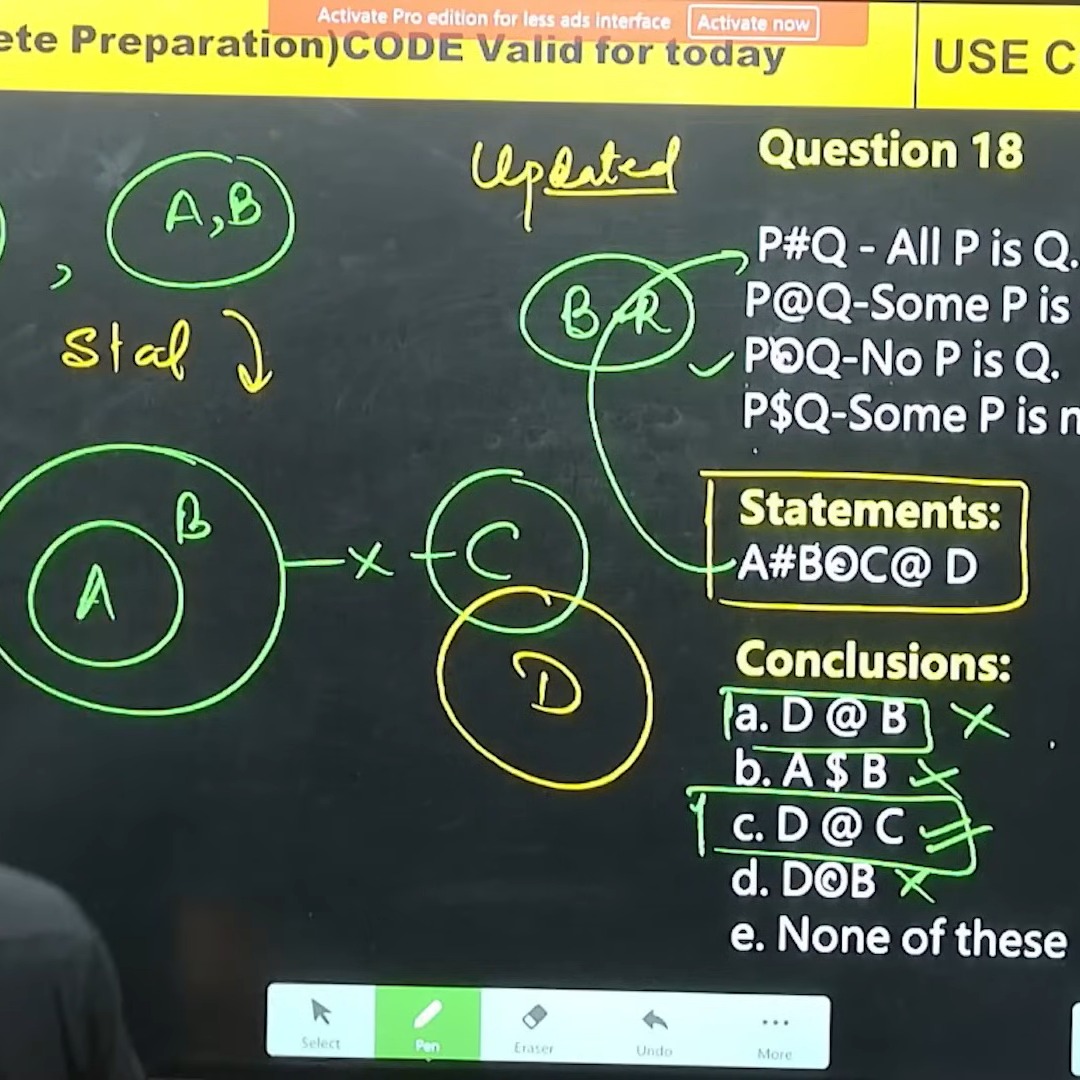 Activate Pro edition for less ads interface Activate now
ete Preparation)CODE Valid for today
USE C
Updated
A,B
,
Stal
B
A
B
C
D
Question 18
P#Q - All P is Q.
P@Q-Some P is
P©Q-No P is Q.
P$Q-Some P is n
Statements:
A#B©C@ D
Conclusions:
a. D @ B
b. A $ B
c. D @ C
d. D©B
e. None of these
Select
Pen
Eraser
Undo
More